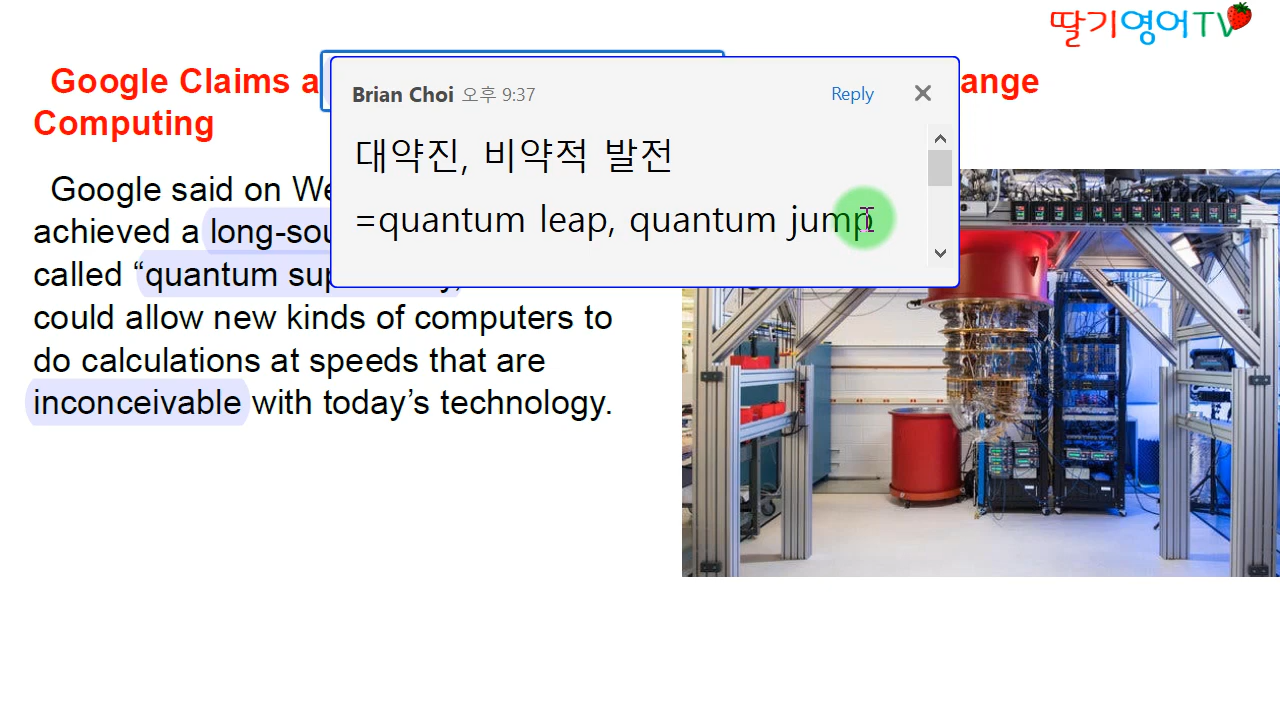 딸기영어TV
Google Claims a
ange
Computing
Brian Choi 오후 9:37 Reply
대약진, 비약적 발전
=quantum leap, quantum jump
Google said on We
achieved a long-sou
called “quantum sup
could allow new kinds of computers to
do calculations at speeds that are
inconceivable with today’s technology.